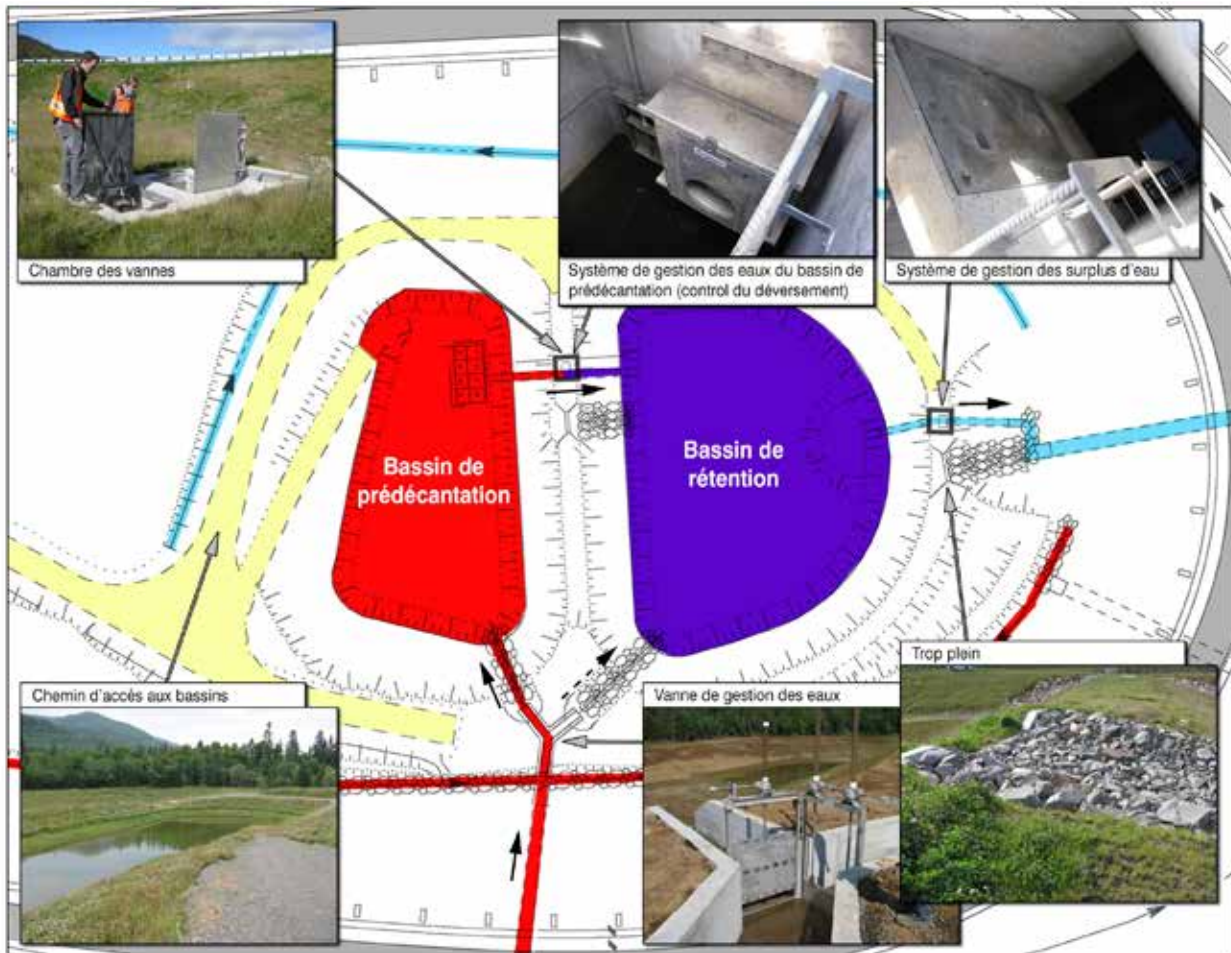 Chambre des vannes
Système de gestion des eaux du bassin de
prédécantation (control du déversement)
Système de gestion des surplus d'eau
Bassin de
prédécantation
Bassin de
rétention
Chemin d'accés aux bassins
Vanne de gestion des eaux
Trop plein